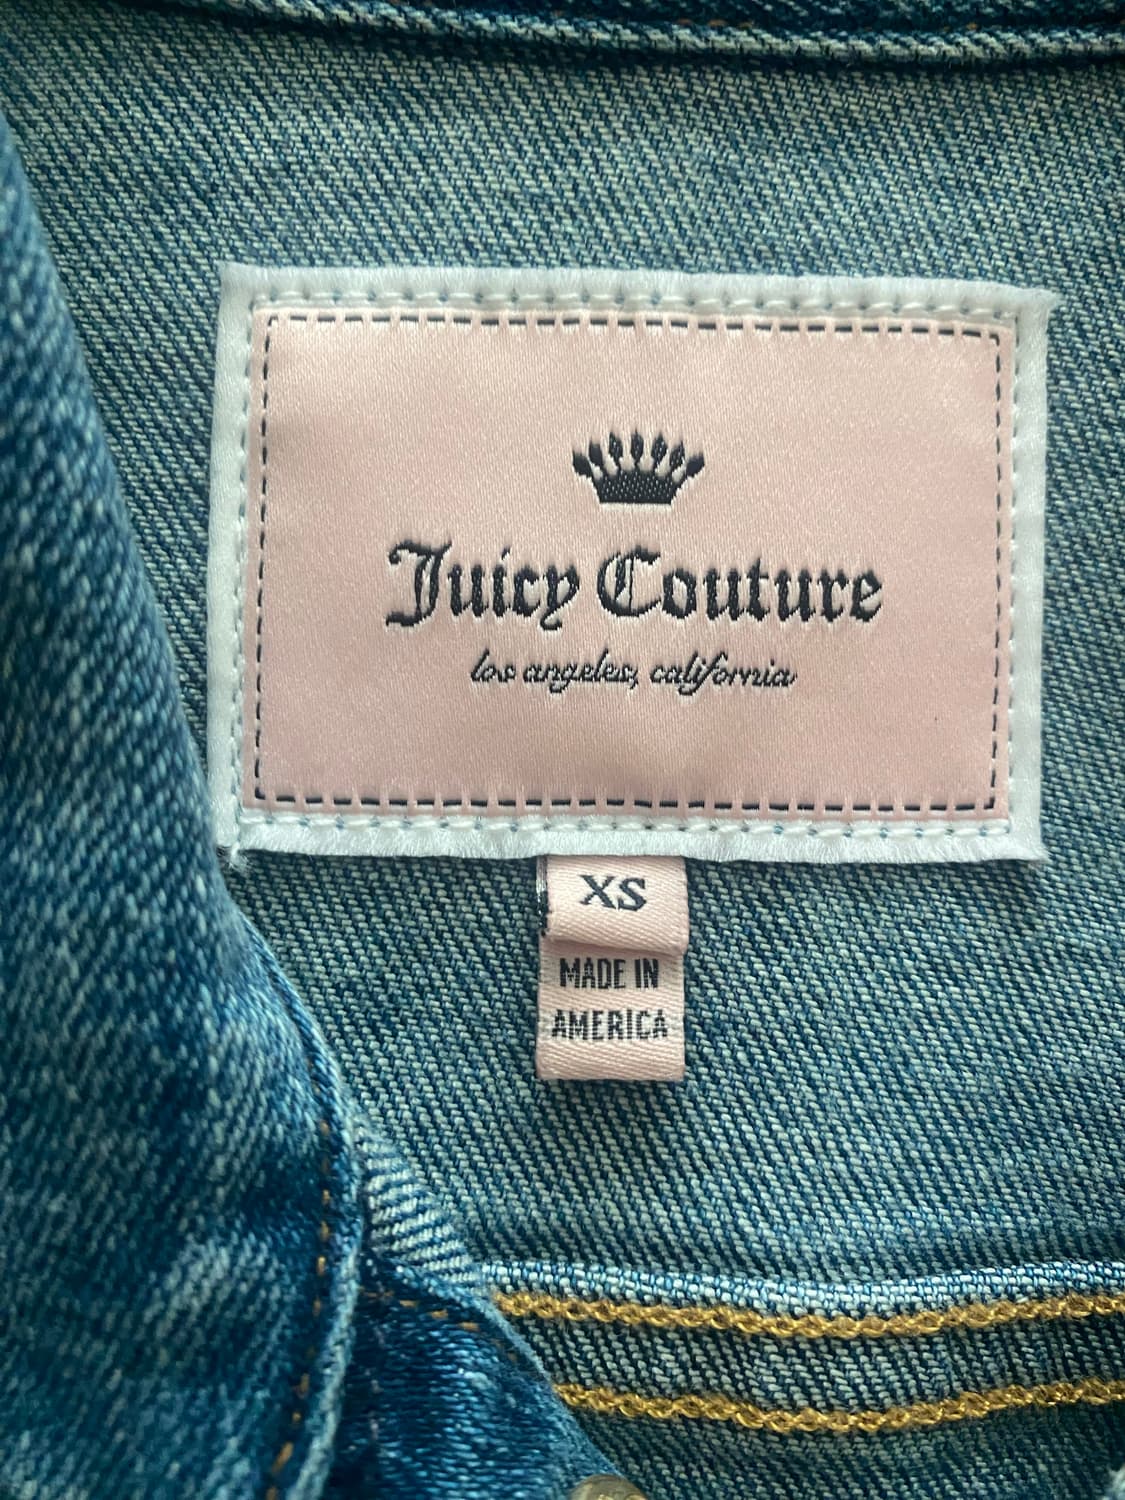 Juicy Couture
los angeles, california
XS
MADE IN
AMERICA